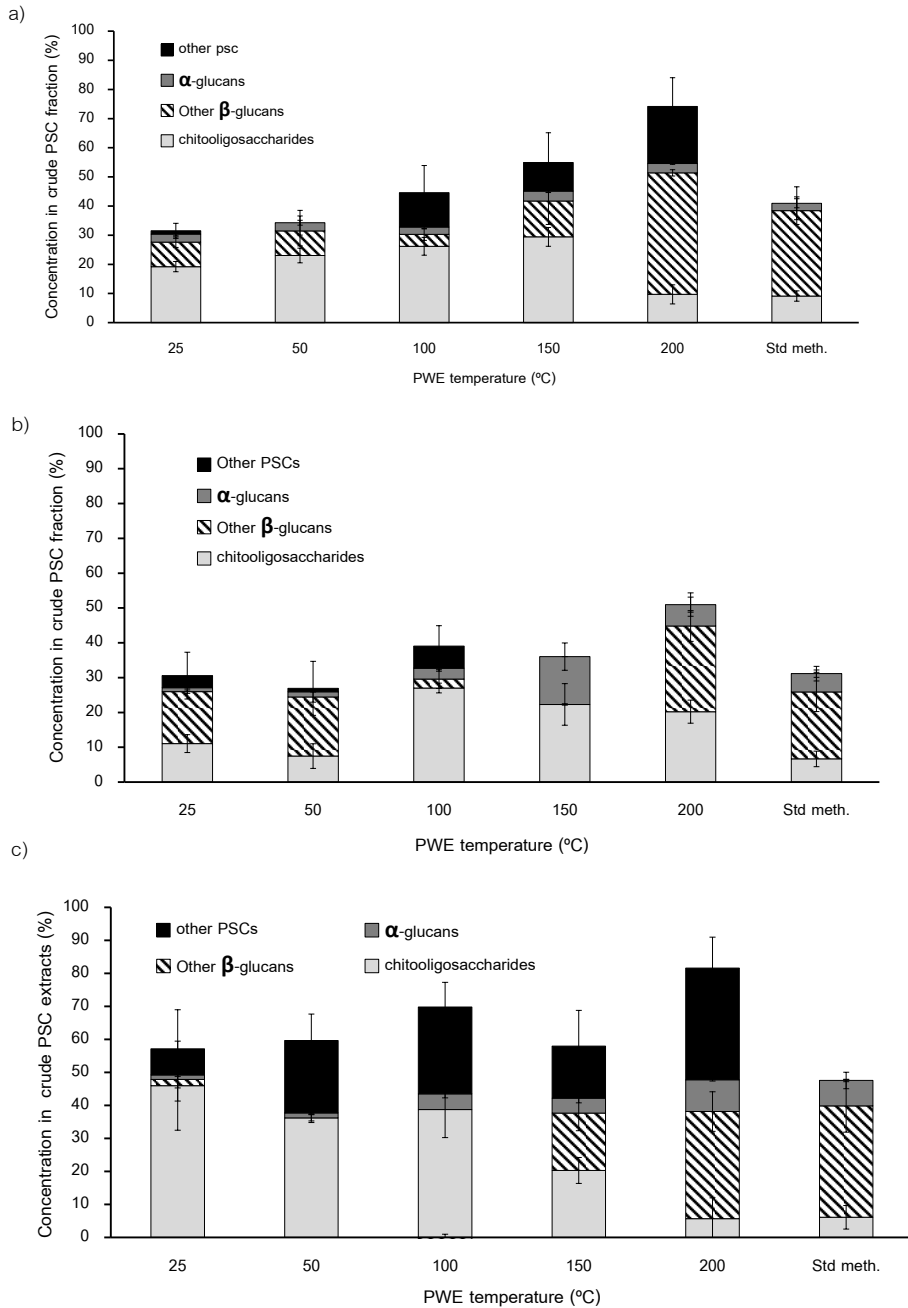 a)
Concentration in crude PSC fraction (%)
100
90
80
70
60
50
40
30
20
10
0
other psc
α-glucans
Other β-glucans
chitooligosaccharides
25 50 100 150 200 Std meth.
PWE temperature (ºC)
b)
Concentration in crude PSC fraction (%)
100
90
80
70
60
50
40
30
20
10
0
Other PSCs
α-glucans
Other β-glucans
chitooligosaccharides
25 50 100 150 200 Std meth.
PWE temperature (ºC)
c)
Concentration in crude PSC extracts (%)
100
90
80
70
60
50
40
30
20
10
0
other PSCs α-glucans
Other β-glucans chitooligosaccharides
25 50 100 150 200 Std meth.
PWE temperature (ºC)